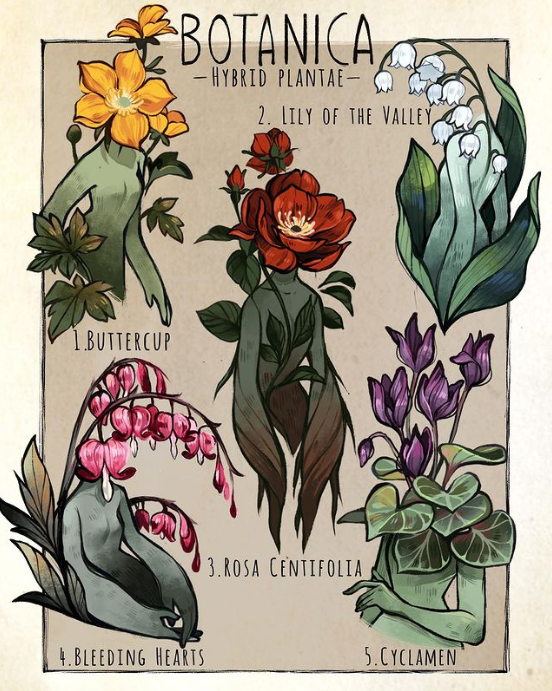 BOTANICA
—HYBRID PLANTAE—
2. LILY OF THE VALLEY
1.BUTTERCUP
3.ROSA CENTIFOLIA
4.BLEEDING HEARTS
5.CYCLAMEN